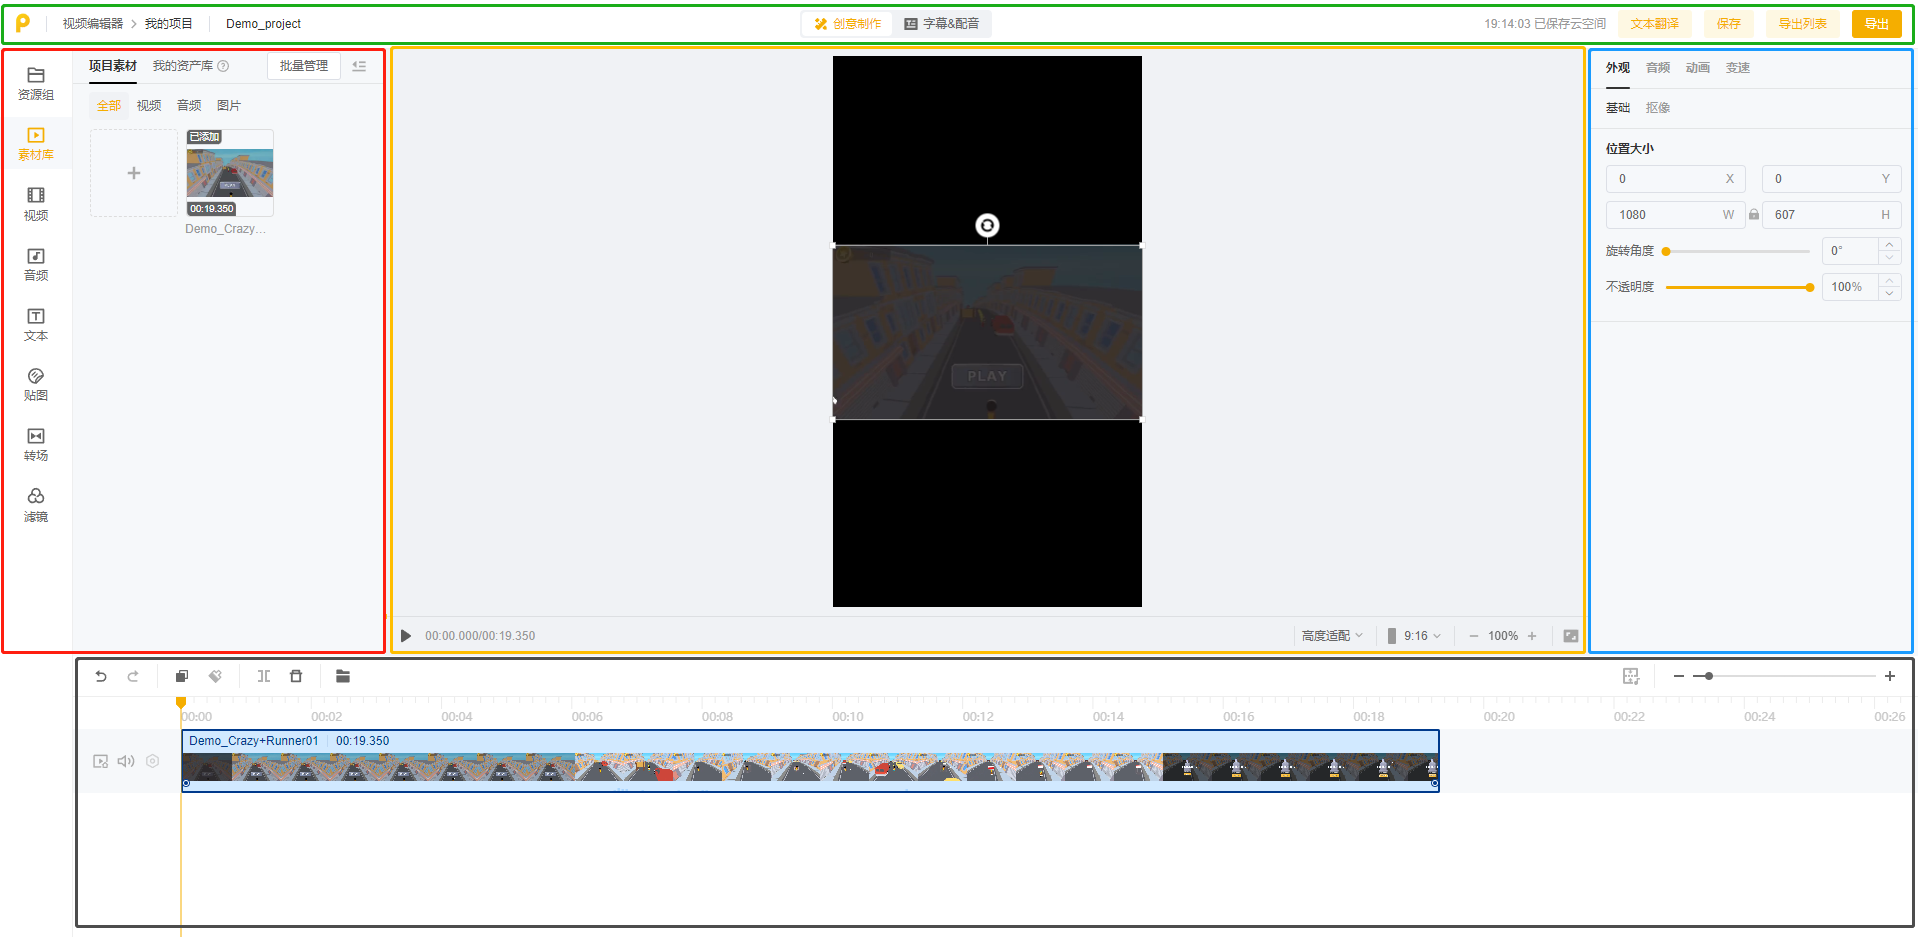 视频编辑器 > 我的项目 Demo_project
创意制作 字幕&配音
19:14:03 已保存云空间 文本翻译 保存 导出列表 导出
资源组
素材库
视频
音频
文本
贴图
转场
滤镜
项目素材 我的资产库 批量管理
全部 视频 音频 图片
已添加
PLAY
00:19.350
Demo_Crazy...
PLAY
00:00.000/00:19.350
高度适配 9:16 100%
外观 音频 动画 变速
基础 抠像
位置大小
0 X 0 Y
1080 W 607 H
旋转角度 0°
不透明度 100%
00:00 00:02 00:04 00:06 00:08 00:10 00:12 00:14 00:16 00:18 00:20 00:22 00:24 00:26
Demo_Crazy+Runner01 00:19.350